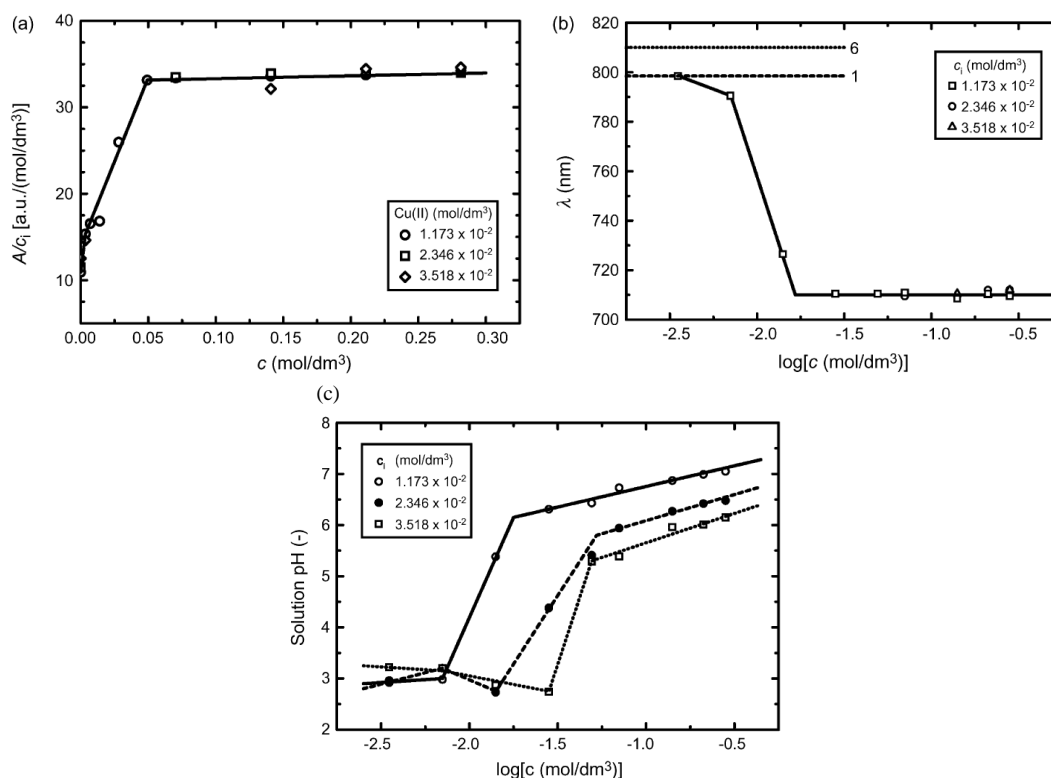 (a)
40
35
30
25
20
15
10
5
A/ci [a.u./(mol/dm³)]
Cu(II) (mol/dm³)
1.173 x 10⁻²
2.346 x 10⁻²
3.518 x 10⁻²
0.00 0.05 0.10 0.15 0.20 0.25 0.30
c (mol/dm³)
(b)
820
800
780
760
740
720
700
λ (nm)
6
1
ci (mol/dm³)
1.173 x 10⁻²
2.346 x 10⁻²
3.518 x 10⁻²
-2.5 -2.0 -1.5 -1.0 -0.5
log[c (mol/dm³)]
(c)
8
7
6
5
4
3
2
Solution pH (-)
ci (mol/dm³)
1.173 x 10⁻²
2.346 x 10⁻²
3.518 x 10⁻²
-2.5 -2.0 -1.5 -1.0 -0.5
log[c (mol/dm³)]